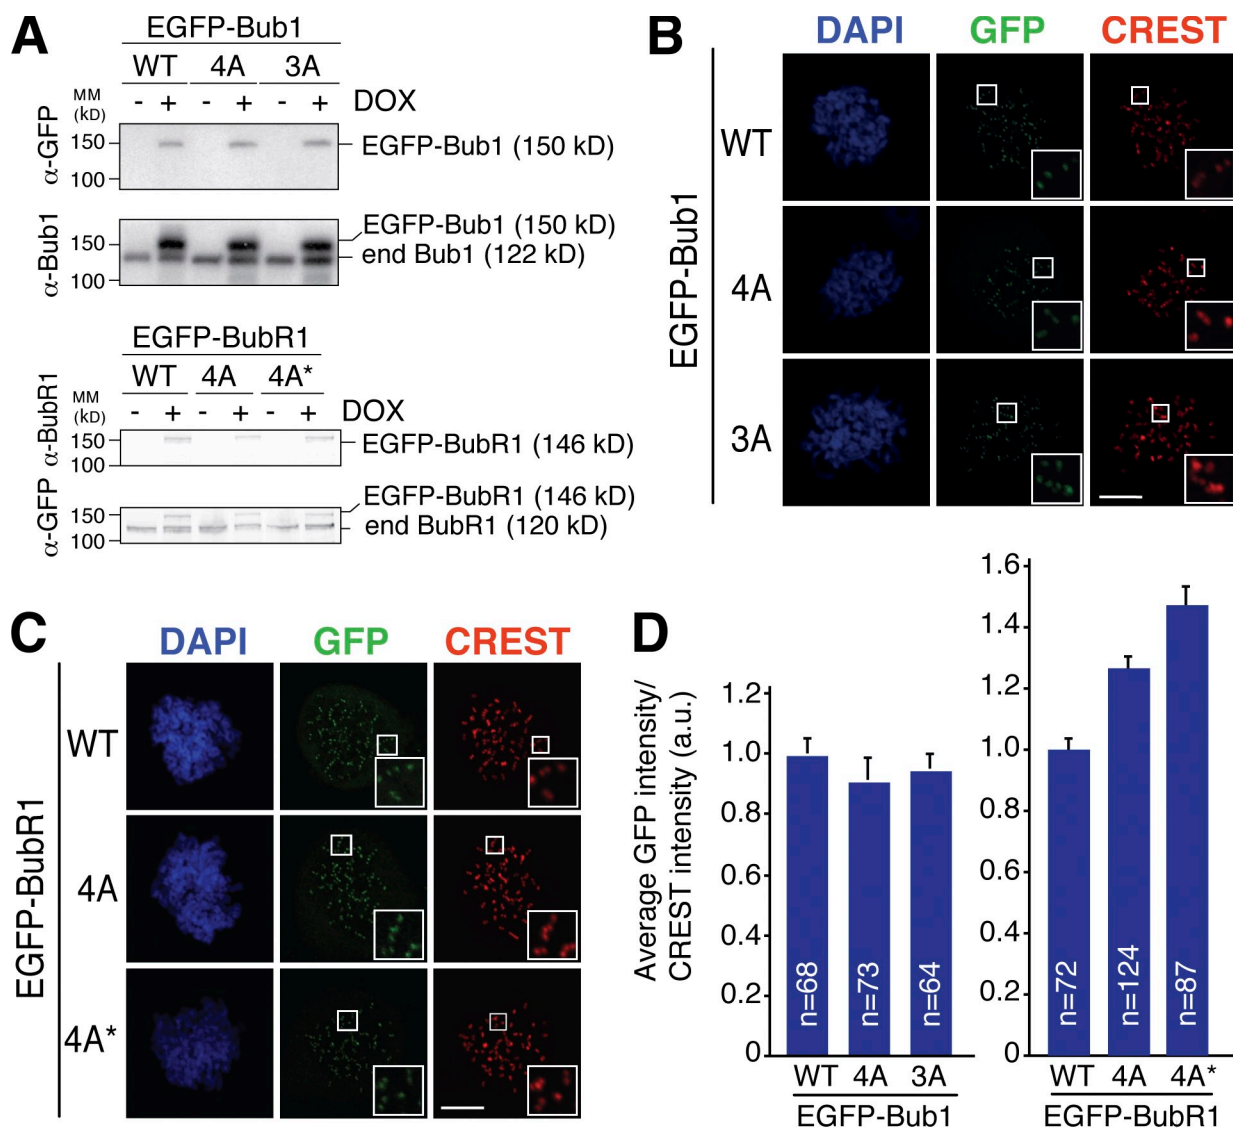 A
EGFP-Bub1
WT 4A 3A
MM (kD)
- + - + - + DOX
α-GFP
150
EGFP-Bub1 (150 kD)
100
α-Bub1
EGFP-Bub1 (150 kD)
150
end Bub1 (122 kD)
100
EGFP-BubR1
WT 4A 4A*
MM (kD)
- + - + - + DOX
α-BubR1
150
EGFP-BubR1 (146 kD)
100
α-GFP
EGFP-BubR1 (146 kD)
150
end BubR1 (120 kD)
100
B
DAPI GFP CREST
EGFP-Bub1
WT
4A
3A
C
DAPI GFP CREST
EGFP-BubR1
WT
4A
4A*
D
Average GFP intensity/
CREST intensity (a.u.)
1.2
1.0
0.8
0.6
0.4
0.2
0
n=68 n=73 n=64
WT 4A 3A
EGFP-Bub1
1.6
1.4
1.2
1.0
0.8
0.6
0.4
0.2
0
n=72 n=124 n=87
WT 4A 4A*
EGFP-BubR1